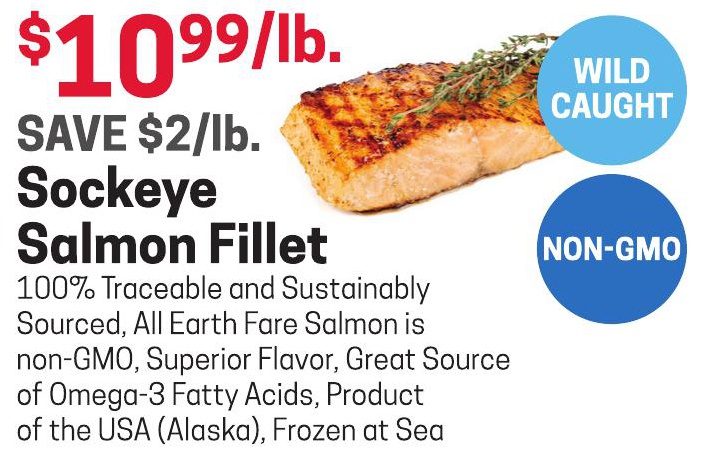 $10 99/lb.
SAVE $2/lb.
Sockeye
Salmon Fillet
100% Traceable and Sustainably
Sourced, All Earth Fare Salmon is
non-GMO, Superior Flavor, Great Source
of Omega-3 Fatty Acids, Product
of the USA (Alaska), Frozen at Sea
WILD
CAUGHT
NON-GMO